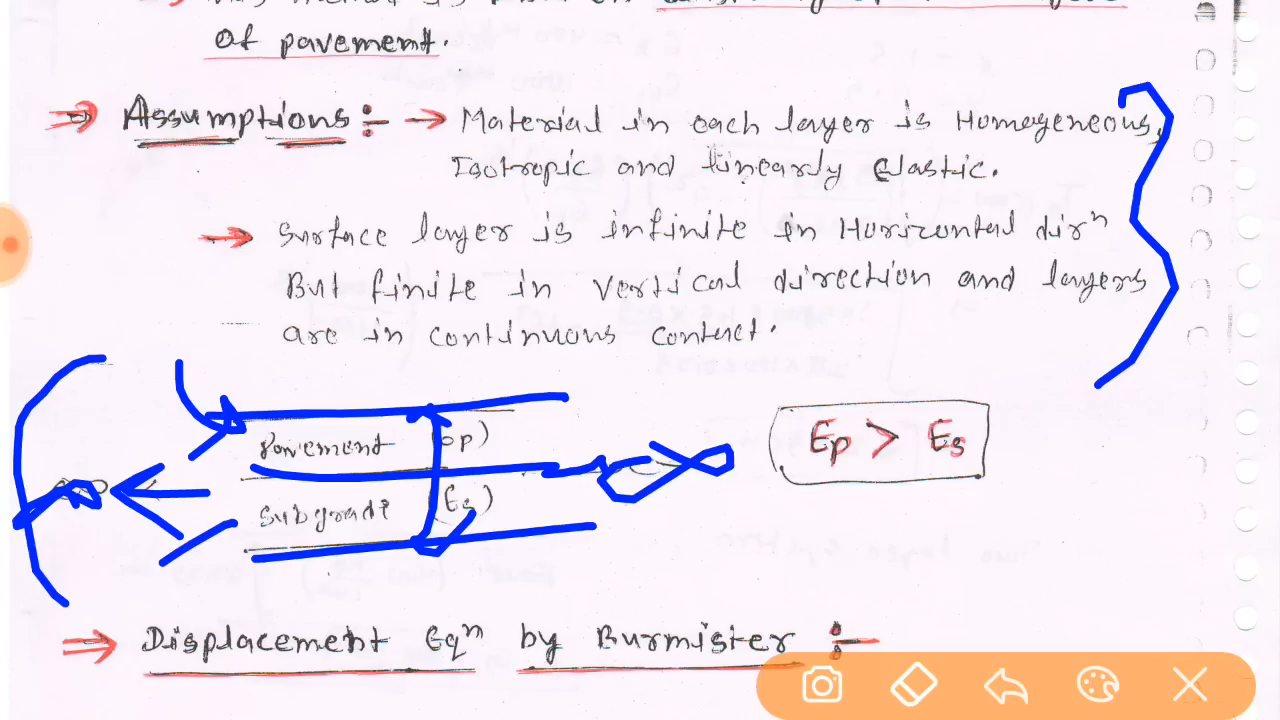 of pavement.
⇒ Assumptions :- → Material in each layer is Homogeneous,
Isotropic and linearly elastic.
→ Surface layer is infinite in Horizontal dirⁿ
But finite in vertical direction and layers
are in continuous contact.
Pavement (Ep)
Ep > Es
∞ ∞
Subgrade (Es)
⇒ Displacement Eqⁿ by Burmister :-